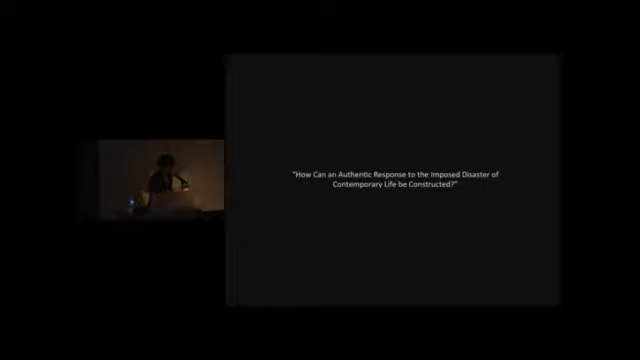 "How Can an Authentic Response to the Imposed Disaster of
Contemporary Life be Constructed?"